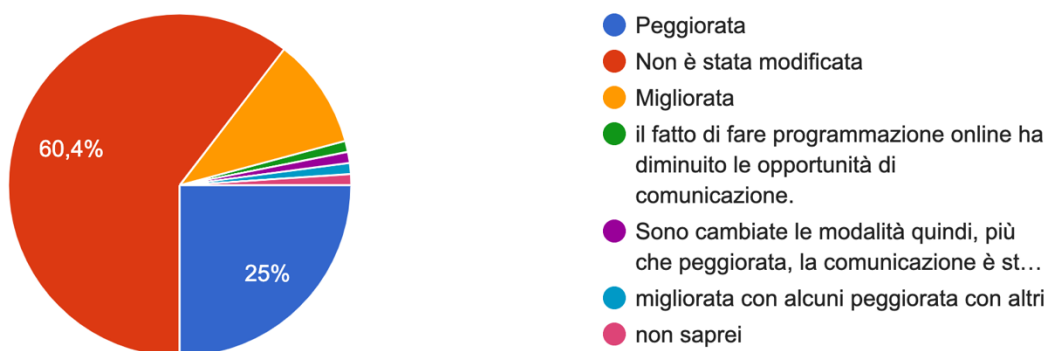 60,4%
25%
Peggiorata
Non è stata modificata
Migliorata
il fatto di fare programmazione online ha
diminuito le opportunità di
comunicazione.
Sono cambiate le modalità quindi, più
che peggiorata, la comunicazione è st…
migliorata con alcuni peggiorata con altri
non saprei